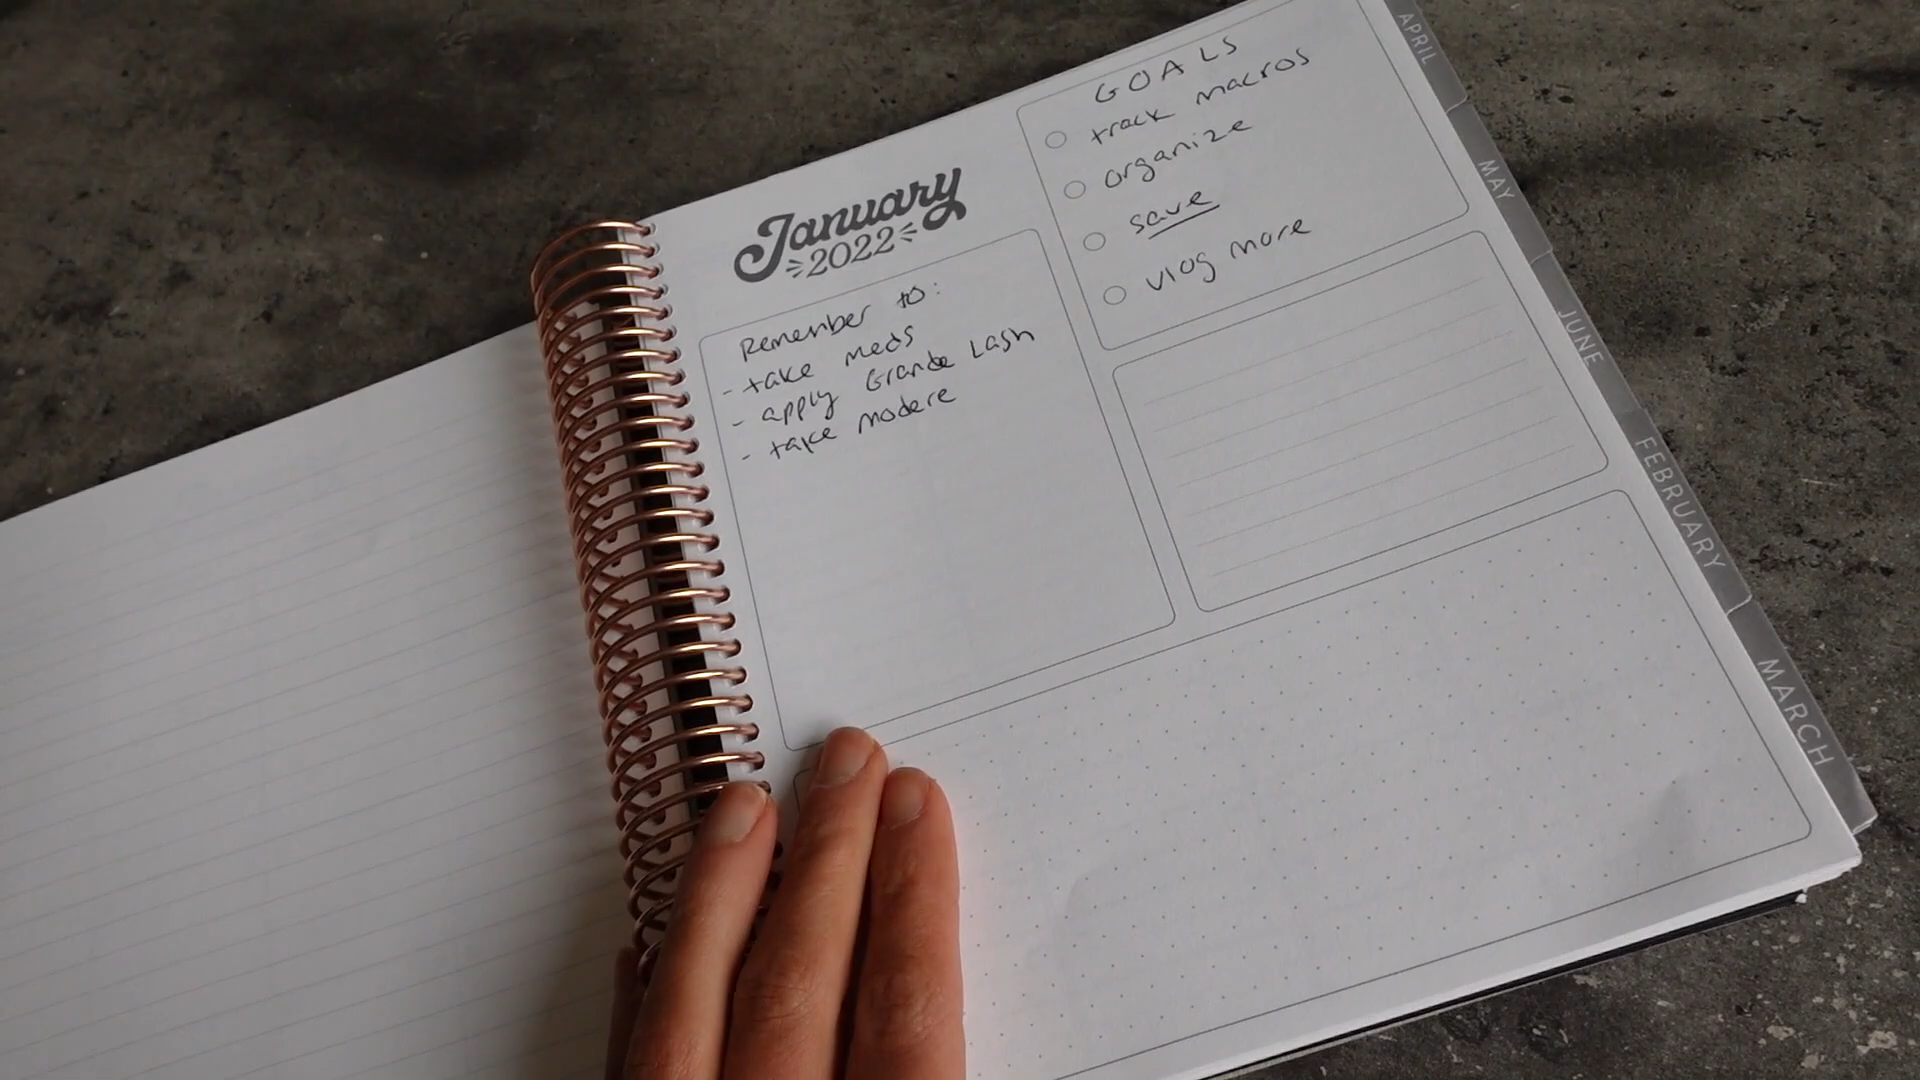 January
2022
Remember to:
- take meds
- apply Grande Lash
- take modere
GOALS
track macros
organize
save
vlog more
APRIL
MAY
JUNE
FEBRUARY
MARCH